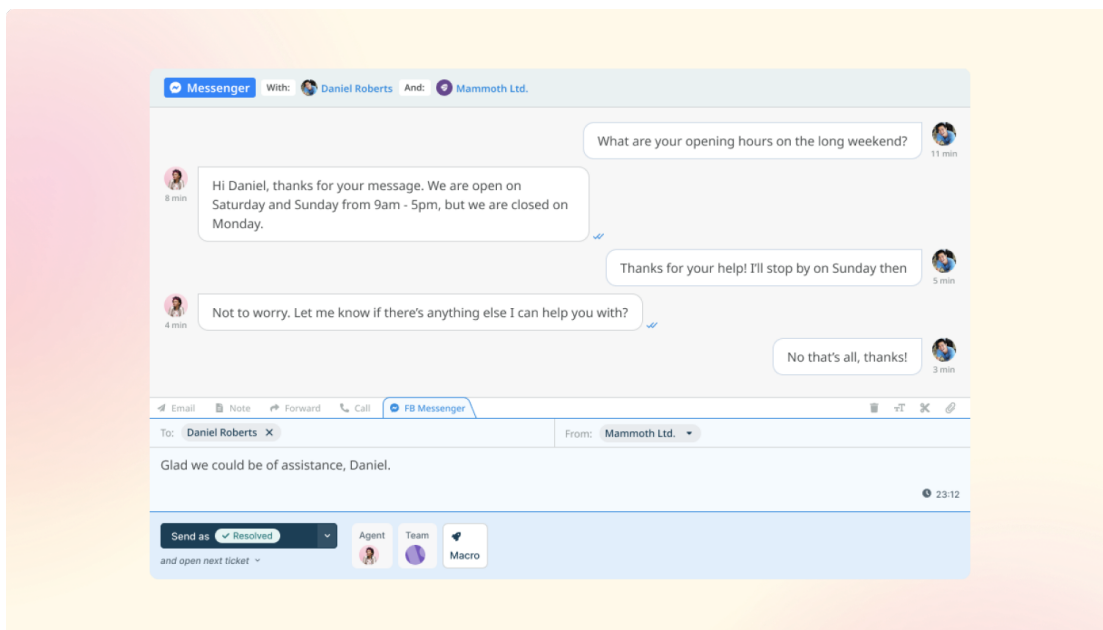 Messenger With: Daniel Roberts And: Mammoth Ltd.
What are your opening hours on the long weekend?
11 min
Hi Daniel, thanks for your message. We are open on
Saturday and Sunday from 9am - 5pm, but we are closed on
Monday.
8 min
Thanks for your help! I'll stop by on Sunday then
5 min
Not to worry. Let me know if there's anything else I can help you with?
4 min
No that's all, thanks!
3 min
Email Note Forward Call FB Messenger
To: Daniel Roberts From: Mammoth Ltd.
Glad we could be of assistance, Daniel.
23:12
Send as Resolved Agent Team
Macro
and open next ticket